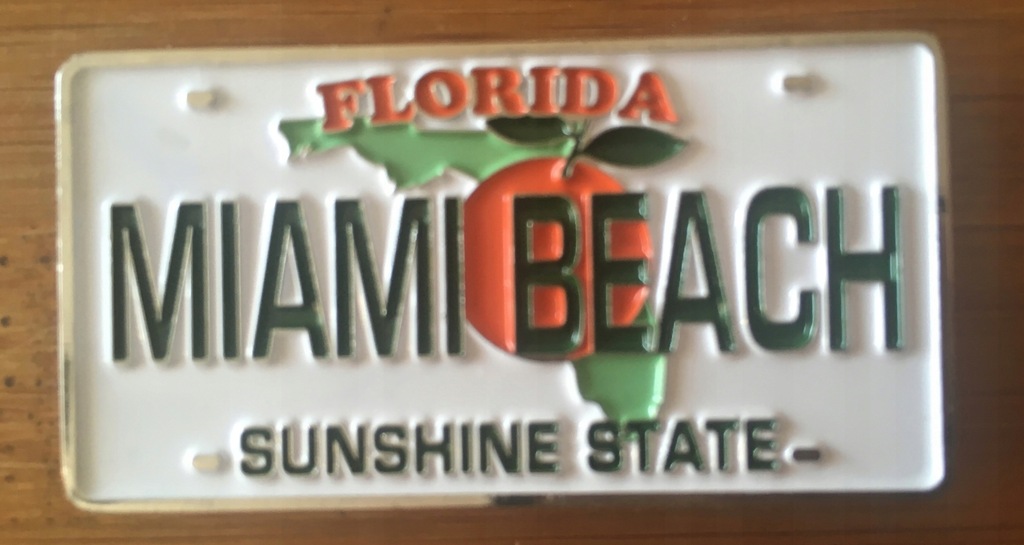 FLORIDA
MIAMI BEACH
SUNSHINE STATE